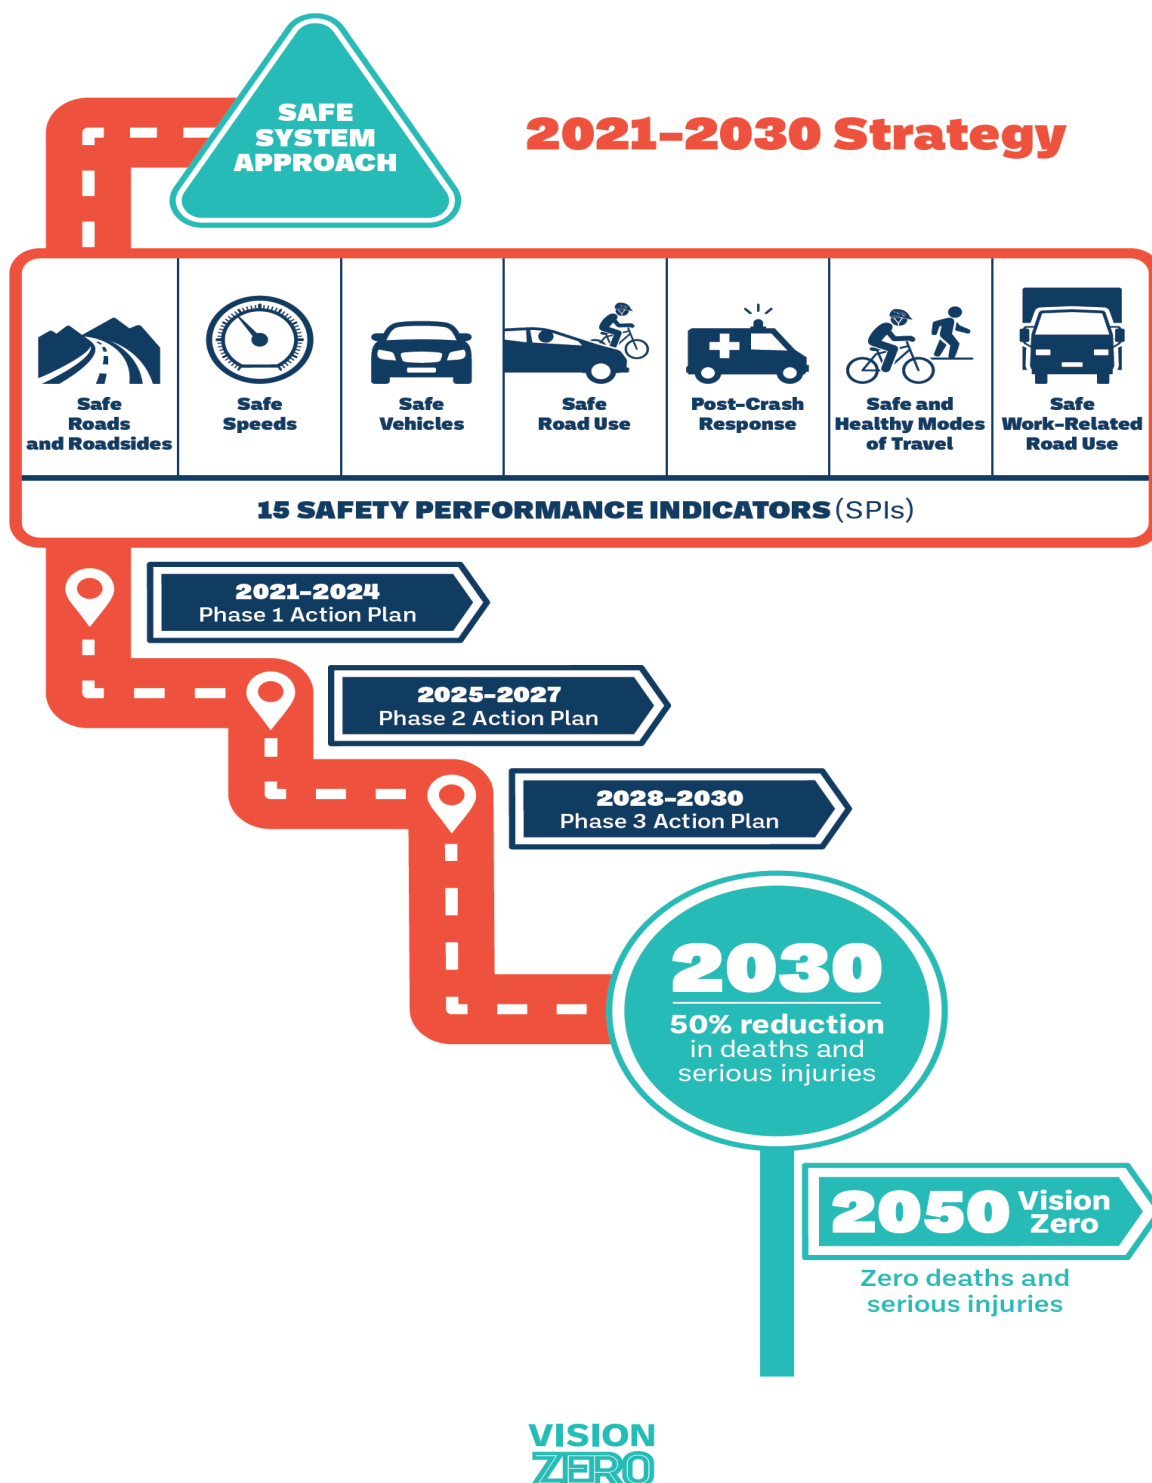 SAFE
SYSTEM
APPROACH
2021-2030 Strategy
Safe
Roads
and Roadsides
Safe
Speeds
Safe
Vehicles
Safe
Road Use
Post-Crash
Response
Safe and
Healthy Modes
of Travel
Safe
Work-Related
Road Use
15 SAFETY PERFORMANCE INDICATORS (SPIs)
2021-2024
Phase 1 Action Plan
2025-2027
Phase 2 Action Plan
2028-2030
Phase 3 Action Plan
2030
50% reduction
in deaths and
serious injuries
2050 Vision
Zero
Zero deaths and
serious injuries
VISION
ZERO